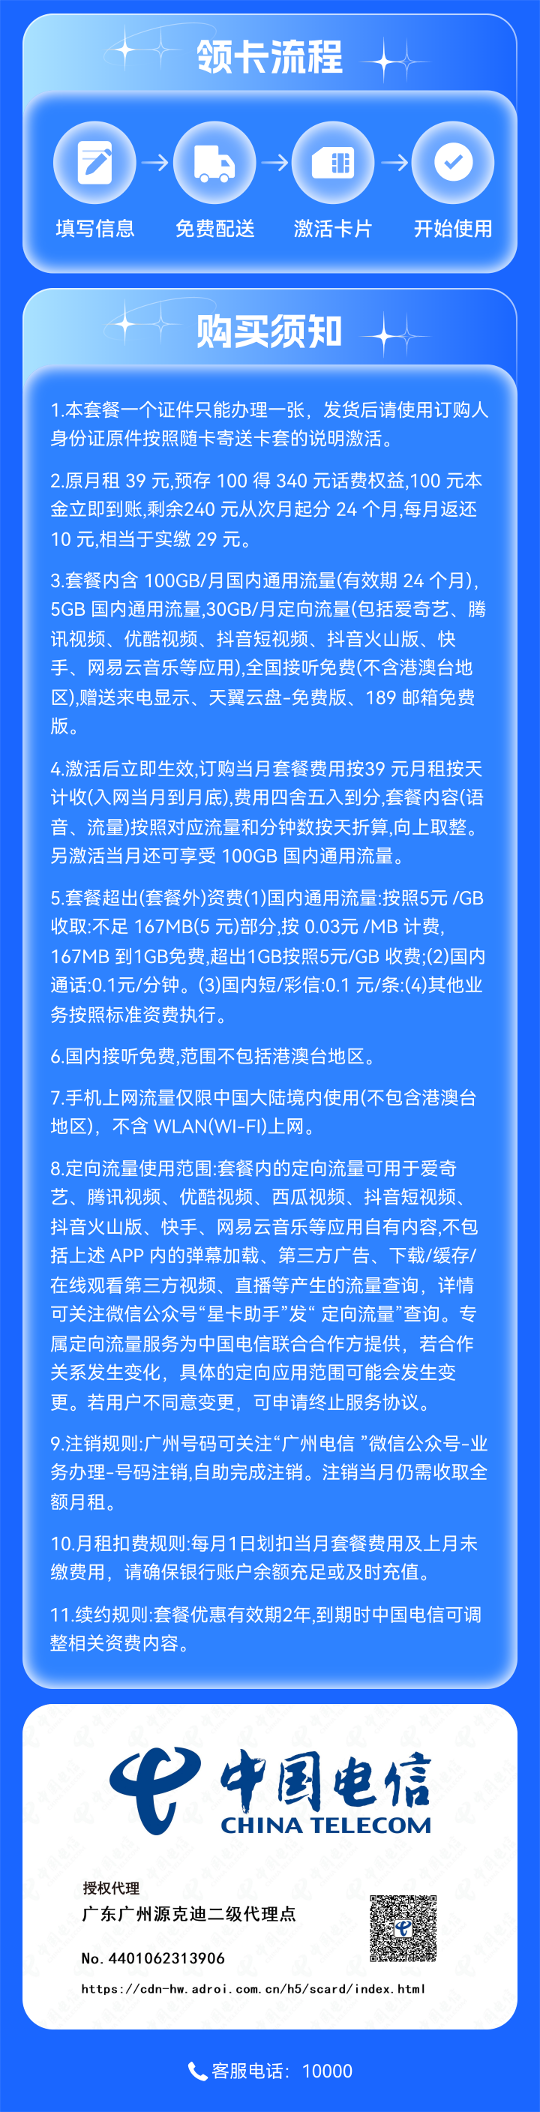 领卡流程
填写信息
免费配送
激活卡片
开始使用
购买须知
1.本套餐一个证件只能办理一张，发货后请使用订购人
身份证原件按照随卡寄送卡套的说明激活。
2.原月租 39 元,预存 100 得 340 元话费权益,100 元本
金立即到账,剩余240 元从次月起分 24 个月,每月返还
10 元,相当于实缴 29 元。
3.套餐内含 100GB/月国内通用流量(有效期 24 个月)，
5GB 国内通用流量,30GB/月定向流量(包括爱奇艺、腾
讯视频、优酷视频、抖音短视频、抖音火山版、快
手、网易云音乐等应用),全国接听免费(不含港澳台地
区),赠送来电显示、天翼云盘-免费版、189 邮箱免费
版。
4.激活后立即生效,订购当月套餐费用按39 元月租按天
计收(入网当月到月底),费用四舍五入到分,套餐内容(语
音、流量)按照对应流量和分钟数按天折算,向上取整。
另激活当月还可享受 100GB 国内通用流量。
5.套餐超出(套餐外)资费(1)国内通用流量:按照5元 /GB
收取:不足 167MB(5 元)部分,按 0.03元 /MB 计费,
167MB 到1GB免费,超出1GB按照5元/GB 收费;(2)国内
通话:0.1元/分钟。(3)国内短/彩信:0.1 元/条:(4)其他业
务按照标准资费执行。
6.国内接听免费,范围不包括港澳台地区。
7.手机上网流量仅限中国大陆境内使用(不包含港澳台
地区)，不含 WLAN(WI-FI)上网。
8.定向流量使用范围:套餐内的定向流量可用于爱奇
艺、腾讯视频、优酷视频、西瓜视频、抖音短视频、
抖音火山版、快手、网易云音乐等应用自有内容,不包
括上述 APP 内的弹幕加载、第三方广告、下载/缓存/
在线观看第三方视频、直播等产生的流量查询，详情
可关注微信公众号“星卡助手”发“ 定向流量”查询。专
属定向流量服务为中国电信联合合作方提供，若合作
关系发生变化，具体的定向应用范围可能会发生变
更。若用户不同意变更，可申请终止服务协议。
9.注销规则:广州号码可关注“广州电信 ”微信公众号-业
务办理-号码注销,自助完成注销。注销当月仍需收取全
额月租。
10.月租扣费规则:每月1日划扣当月套餐费用及上月未
缴费用，请确保银行账户余额充足或及时充值。
11.续约规则:套餐优惠有效期2年,到期时中国电信可调
整相关资费内容。
中国电信
CHINA TELECOM
授权代理
广东广州源克迪二级代理点
No. 4401062313906
https://cdn-hw.adroi.com.cn/h5/scard/index.html
客服电话：10000